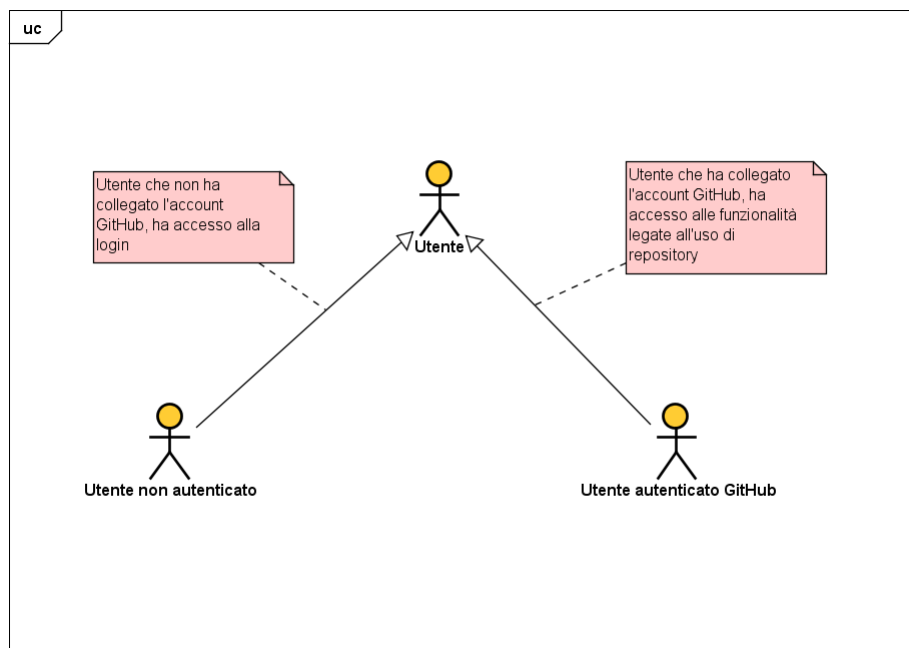 uc
Utente che non ha
collegato l'account
GitHub, ha accesso alla
login
Utente che ha collegato
l'account GitHub, ha
accesso alle funzionalità
legate all'uso di
repository
Utente
Utente non autenticato
Utente autenticato GitHub